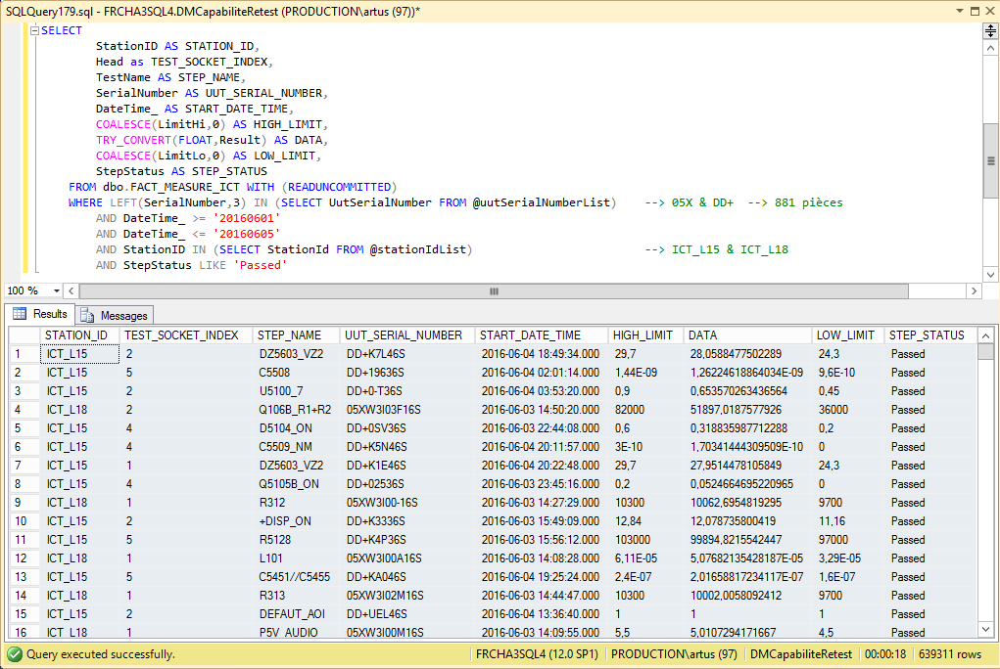 SQLQuery179.sql - FRCHA3SQL4.DMCapabiliteRetest (PRODUCTION\artus (97))*
SELECT
StationID AS STATION_ID,
Head as TEST_SOCKET_INDEX,
TestName AS STEP_NAME,
SerialNumber AS UUT_SERIAL_NUMBER,
DateTime_ AS START_DATE_TIME,
COALESCE(LimitHi,0) AS HIGH_LIMIT,
TRY_CONVERT(FLOAT,Result) AS DATA,
COALESCE(LimitLo,0) AS LOW_LIMIT,
StepStatus AS STEP_STATUS
FROM dbo.FACT_MEASURE_ICT WITH (READUNCOMMITTED)
WHERE LEFT(SerialNumber,3) IN (SELECT UutSerialNumber FROM @uutSerialNumberList) --> 05X & DD+ --> 881 pièces
AND DateTime_ >= '20160601'
AND DateTime_ <= '20160605'
AND StationID IN (SELECT StationId FROM @stationIdList) --> ICT_L15 & ICT_L18
AND StepStatus LIKE 'Passed'
100 %
Results Messages
STATION_ID TEST_SOCKET_INDEX STEP_NAME UUT_SERIAL_NUMBER START_DATE_TIME HIGH_LIMIT DATA LOW_LIMIT STEP_STATUS
1 ICT_L15 2 DZ5603_VZ2 DD+K7L46S 2016-06-04 18:49:34.000 29,7 28,0588477502289 24,3 Passed
2 ICT_L15 5 C5508 DD+19636S 2016-06-04 02:01:14.000 1,44E-09 1,26224618864034E-09 9,6E-10 Passed
3 ICT_L15 2 U5100_7 DD+0-T36S 2016-06-04 03:53:20.000 0,9 0,653570263436564 0,45 Passed
4 ICT_L18 2 Q106B_R1+R2 05XW3I03F16S 2016-06-03 14:50:20.000 82000 51897,0187577926 36000 Passed
5 ICT_L15 4 D5104_ON DD+0SV36S 2016-06-03 22:44:08.000 0,6 0,318835987712288 0,2 Passed
6 ICT_L15 4 C5509_NM DD+K5N46S 2016-06-04 20:11:57.000 3E-10 1,70341444309509E-10 0 Passed
7 ICT_L15 1 DZ5603_VZ2 DD+K1E46S 2016-06-04 20:22:48.000 29,7 27,9514478105849 24,3 Passed
8 ICT_L15 4 Q5105B_ON DD+02536S 2016-06-03 23:45:16.000 0,2 0,0524664695220965 0 Passed
9 ICT_L18 1 R312 05XW3I00-16S 2016-06-03 14:27:29.000 10300 10062,6954819295 9700 Passed
10 ICT_L15 2 +DISP_ON DD+K3336S 2016-06-03 15:49:09.000 12,84 12,078735800419 11,16 Passed
11 ICT_L15 5 R5128 DD+K4P36S 2016-06-03 15:56:12.000 103000 99894,8215542447 97000 Passed
12 ICT_L18 1 L101 05XW3I00A16S 2016-06-03 14:08:28.000 6,11E-05 5,07682135428187E-05 3,29E-05 Passed
13 ICT_L15 5 C5451//C5455 DD+KA046S 2016-06-04 19:25:24.000 2,4E-07 2,01658817234117E-07 1,6E-07 Passed
14 ICT_L18 1 R313 05XW3I02M16S 2016-06-03 14:44:47.000 10300 10002,0058092412 9700 Passed
15 ICT_L15 2 DEFAUT_AOI DD+UEL46S 2016-06-04 13:36:40.000 1 1 1 Passed
16 ICT_L18 1 P5V_AUDIO 05XW3I00M16S 2016-06-03 14:09:55.000 5,5 5,0107294171667 4,5 Passed
Query executed successfully. FRCHA3SQL4 (12.0 SP1) PRODUCTION\artus (97) DMCapabiliteRetest 00:00:18 639311 rows